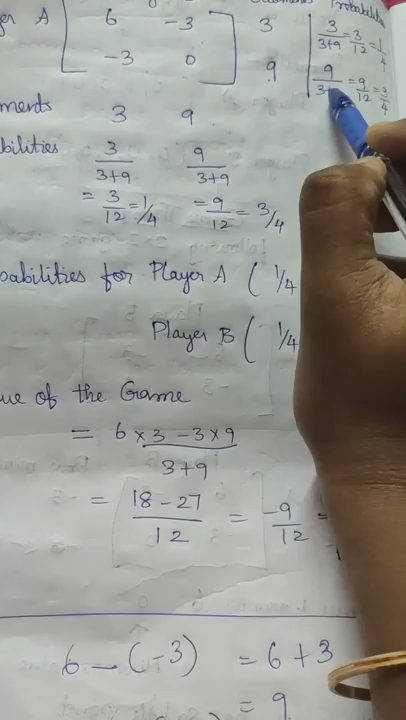 Probabilities
er A [ 6 -3 ] 3 | 3/3+9 = 3/12 = 1/4
[ -3 0 ] 9 | 9/3+ = 9/12 = 3/4
ments 3 9
bilities 3/3+9 9/3+9
= 3/12 = 1/4 = 9/12 = 3/4
babilities for Player A ( 1/4
Player B ( 1/4
ue of the Game
= 6 × 3 - 3 × 9 / 3+9
= 18 - 27 / 12 = -9/12 =
6 - (-3) = 6 + 3
= 9